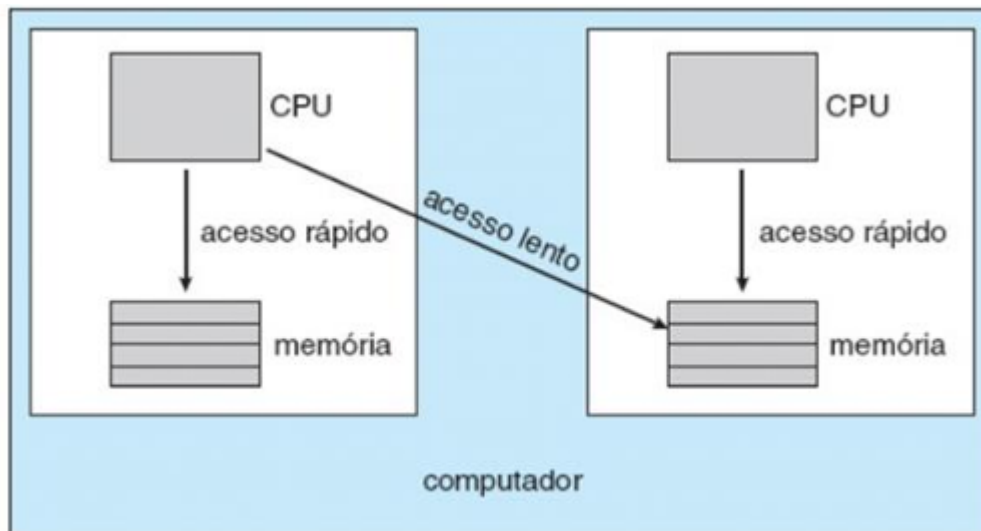 CPU
CPU
acesso lento
acesso rápido
acesso rápido
memória
memória
computador